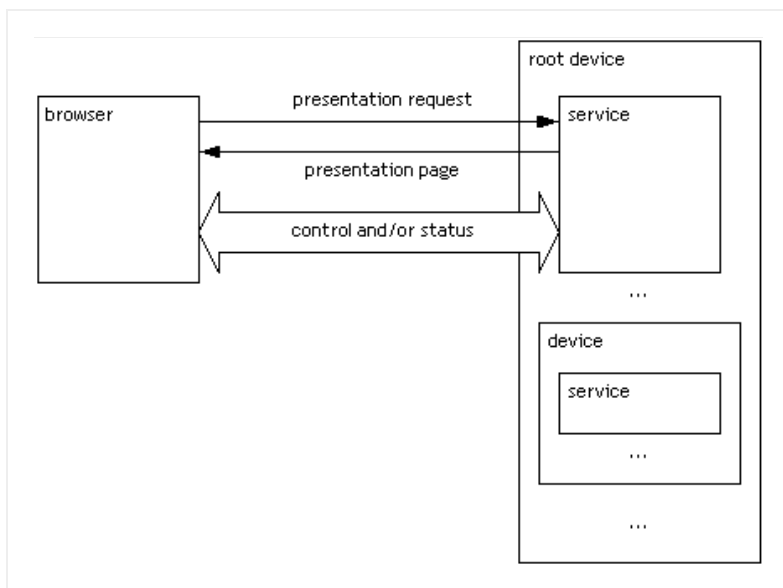 root device
browser
presentation request
service
presentation page
control and/or status
...
device
service
...
...